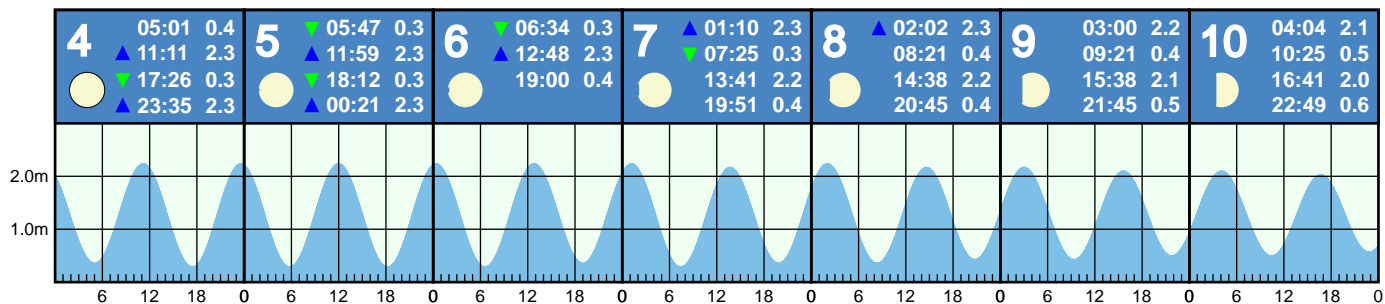 4
05:01 0.4
▲ 11:11 2.3
▼ 17:26 0.3
▲ 23:35 2.3
5
▼ 05:47 0.3
▲ 11:59 2.3
▼ 18:12 0.3
▲ 00:21 2.3
6
▼ 06:34 0.3
▲ 12:48 2.3
19:00 0.4
7
▲ 01:10 2.3
▼ 07:25 0.3
13:41 2.2
19:51 0.4
8
▲ 02:02 2.3
08:21 0.4
14:38 2.2
20:45 0.4
9
03:00 2.2
09:21 0.4
15:38 2.1
21:45 0.5
10
04:04 2.1
10:25 0.5
16:41 2.0
22:49 0.6
2.0m
1.0m
6 12 18 0 6 12 18 0 6 12 18 0 6 12 18 0 6 12 18 0 6 12 18 0 6 12 18 0